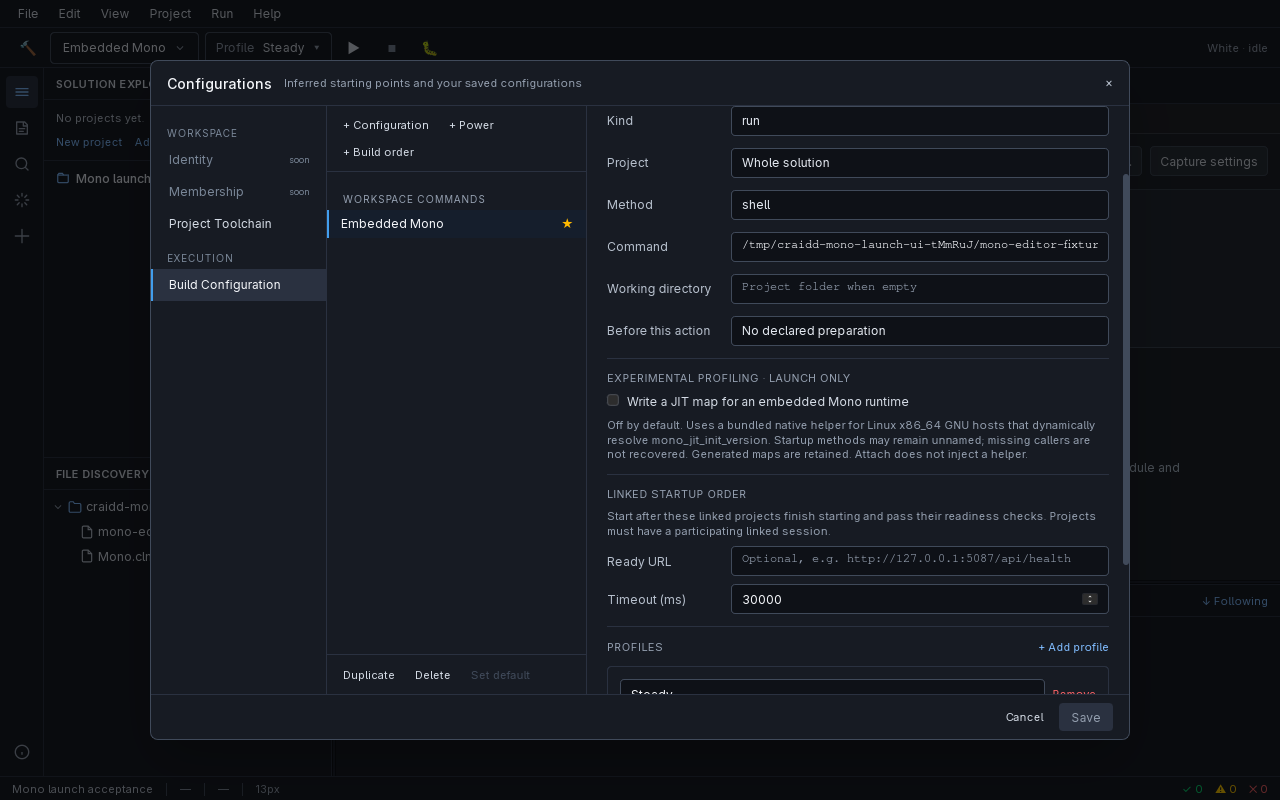 File Edit View Project Run Help
Embedded Mono
Profile Steady
White · idle
SOLUTION EXPLO
No projects yet.
New project Ad
Mono launch
FILE DISCOVERY
craidd-mo
mono-ec
Mono.cln
Capture settings
dule and
↓ Following
Configurations Inferred starting points and your saved configurations ×
WORKSPACE
Identity soon
Membership soon
Project Toolchain
EXECUTION
Build Configuration
+ Configuration + Power
+ Build order
WORKSPACE COMMANDS
Embedded Mono ★
Duplicate Delete Set default
Kind run
Project Whole solution
Method shell
Command /tmp/craidd-mono-launch-ui-tMmRuJ/mono-editor-fixtur
Working directory Project folder when empty
Before this action No declared preparation
EXPERIMENTAL PROFILING · LAUNCH ONLY
Write a JIT map for an embedded Mono runtime
Off by default. Uses a bundled native helper for Linux x86_64 GNU hosts that dynamically
resolve mono_jit_init_version. Startup methods may remain unnamed; missing callers are
not recovered. Generated maps are retained. Attach does not inject a helper.
LINKED STARTUP ORDER
Start after these linked projects finish starting and pass their readiness checks. Projects
must have a participating linked session.
Ready URL Optional, e.g. http://127.0.0.1:5087/api/health
Timeout (ms) 30000
PROFILES + Add profile
Steady Remove
Cancel Save
Mono launch acceptance — — 13px
✓ 0 ⚠ 0 ✕ 0